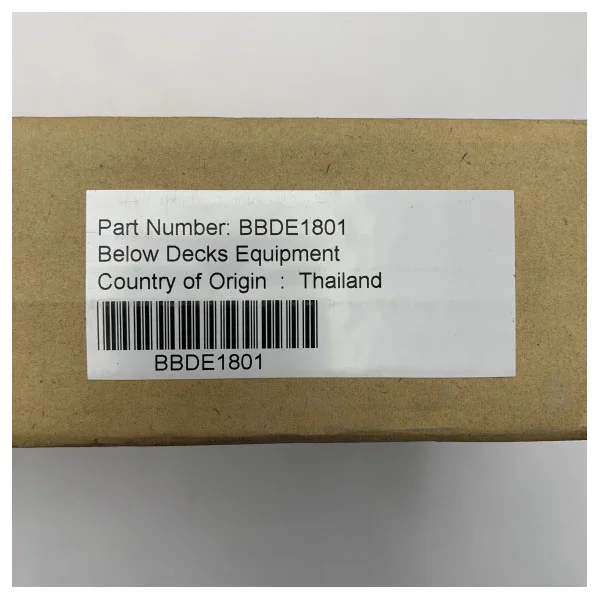 Part Number: BBDE1801
Below Decks Equipment
Country of Origin : Thailand
BBDE1801